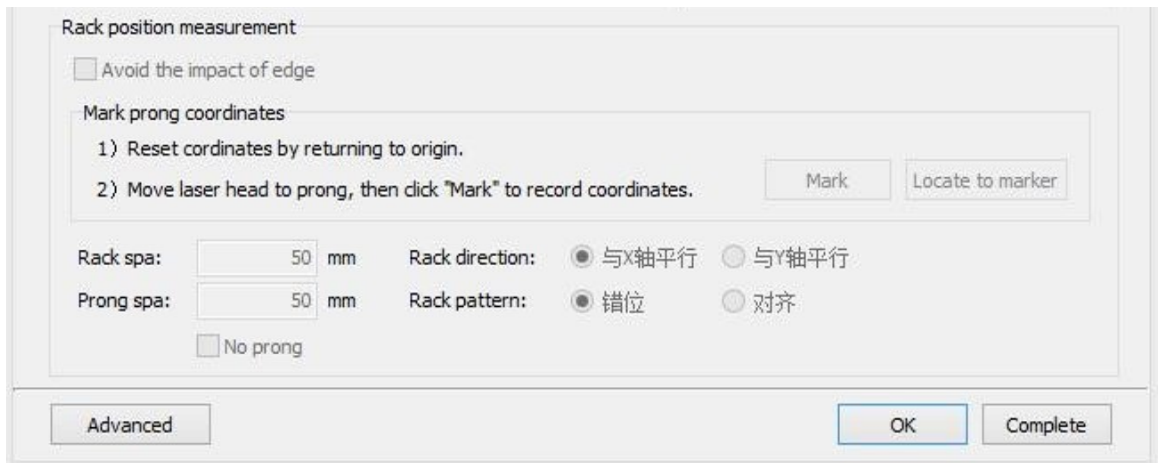 Rack position measurement
Avoid the impact of edge
Mark prong coordinates
1) Reset cordinates by returning to origin.
2) Move laser head to prong, then click "Mark" to record coordinates.
Mark
Locate to marker
Rack spa: 50 mm Rack direction: 与X轴平行 与Y轴平行
Prong spa: 50 mm Rack pattern: 错位 对齐
No prong
Advanced OK Complete